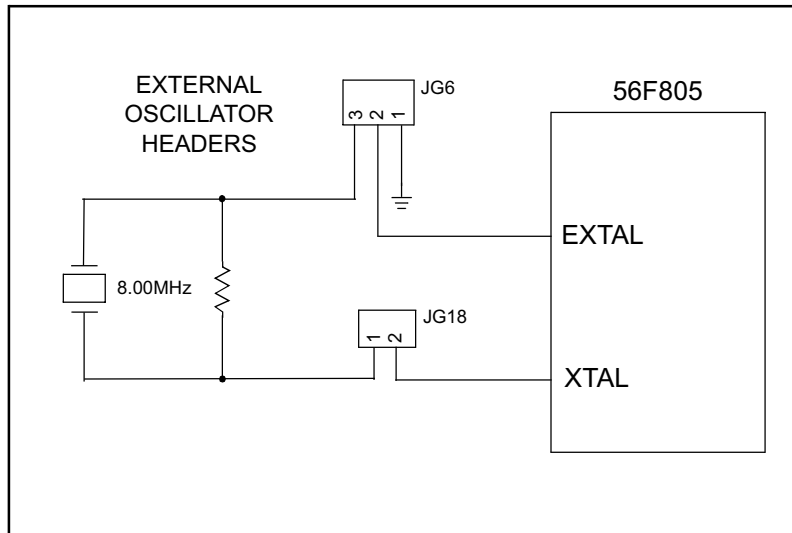 EXTERNAL
OSCILLATOR
HEADERS
JG6
3 2 1
56F805
EXTAL
8.00MHz
JG18
1 2
XTAL